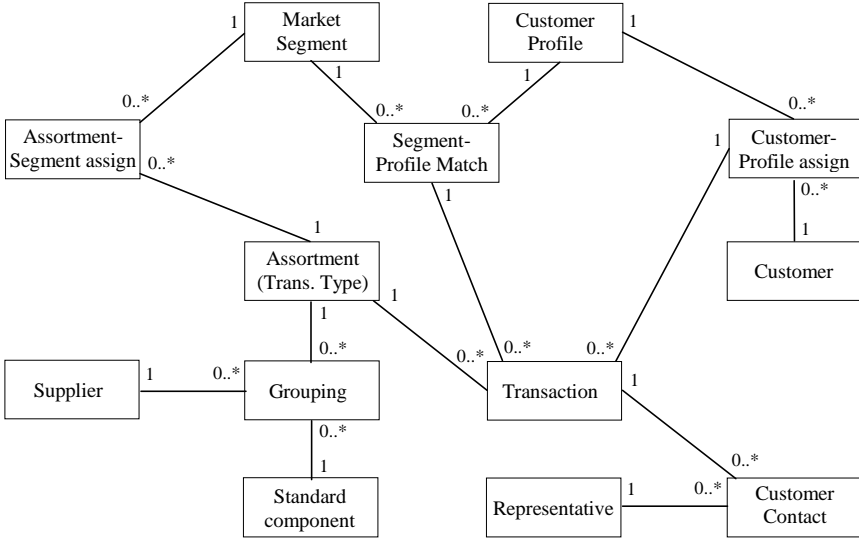 Market
Segment
Customer
Profile
1
1
1
1
0..*
0..*
0..*
0..*
Assortment-
Segment assign
Segment-
Profile Match
Customer-
Profile assign
0..*
1
1
0..*
1
1
Assortment
(Trans. Type)
Customer
1
1
0..*
0..*
0..*
0..*
Supplier
1
0..*
Grouping
Transaction
1
0..*
1
0..*
Standard
component
Representative
1
0..*
Customer
Contact